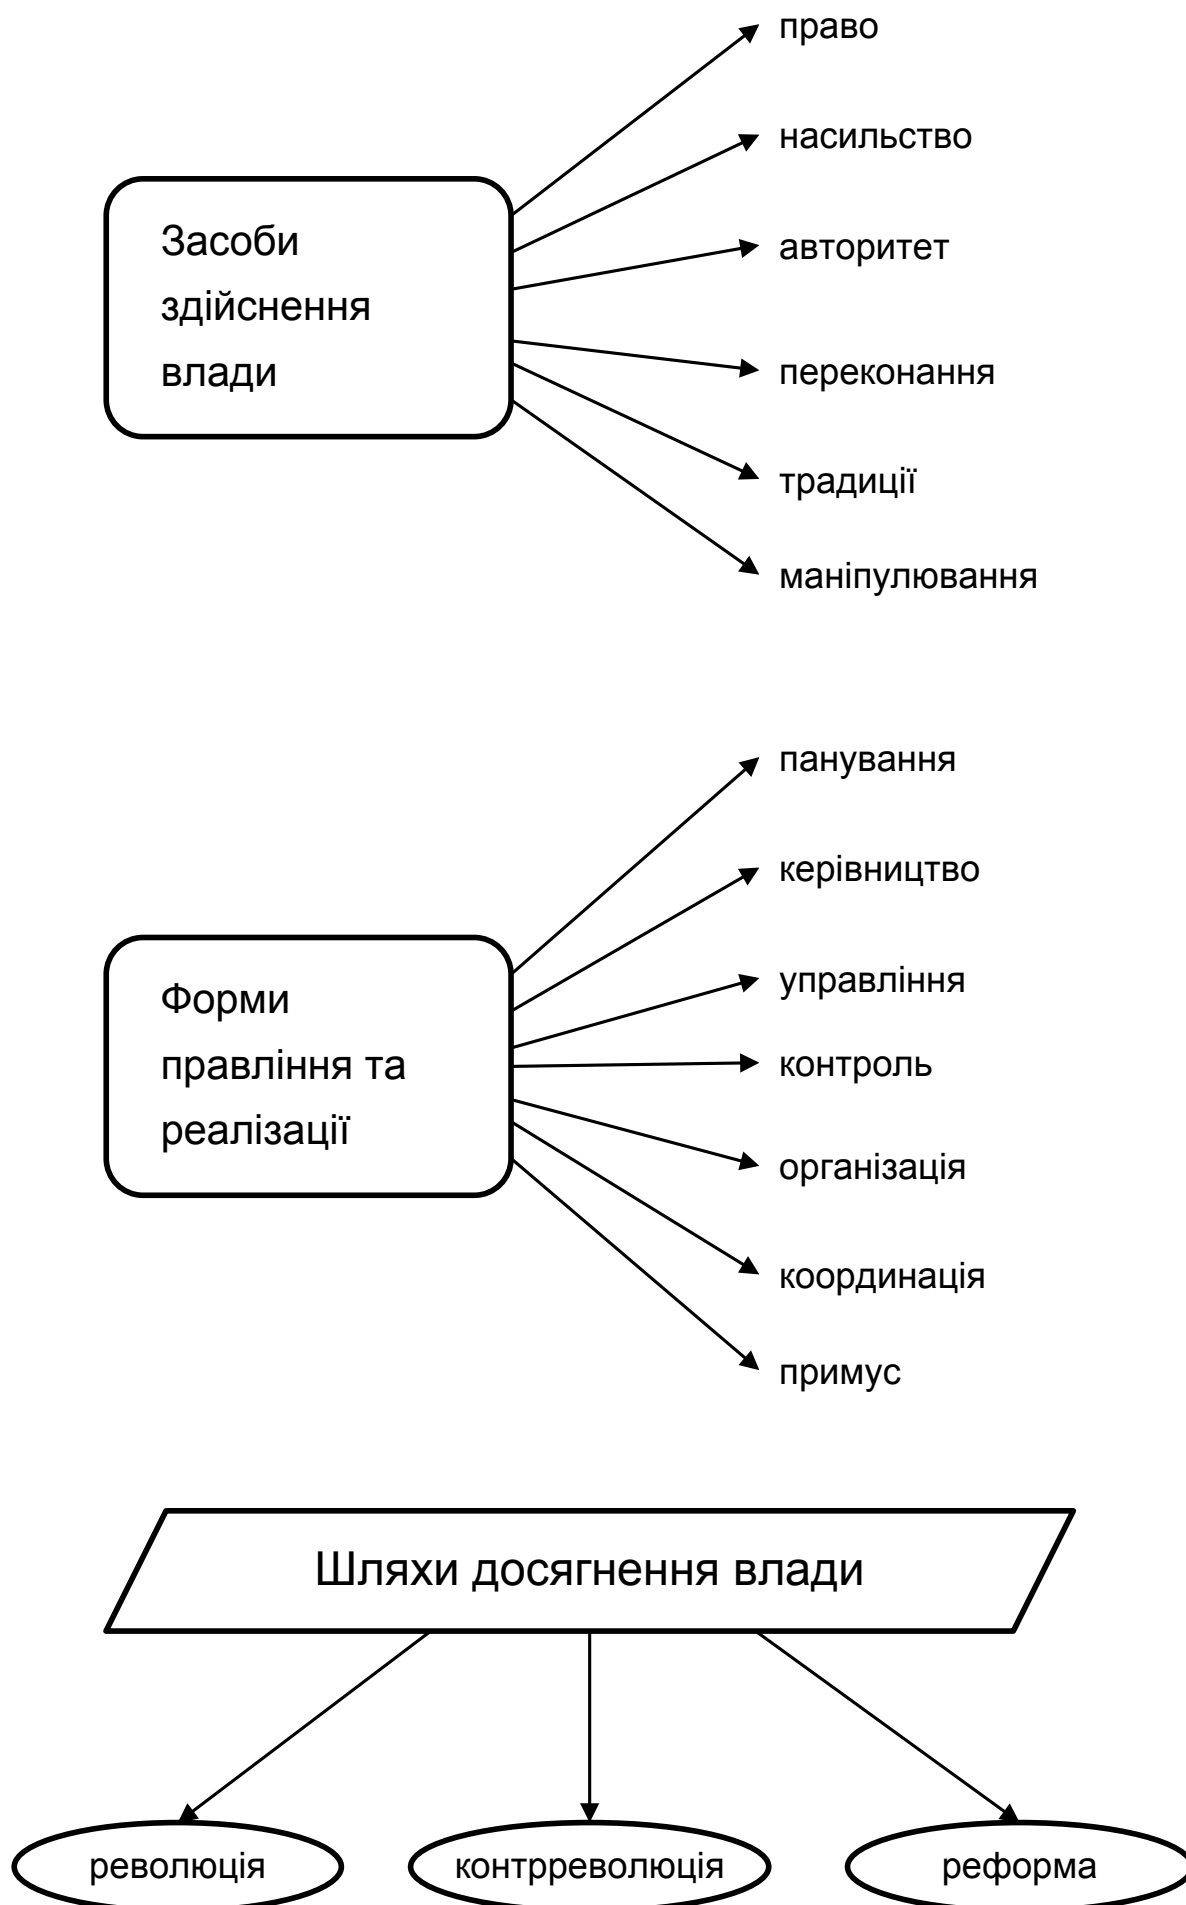 право
насильство
авторитет
переконання
традиції
маніпулювання
Засоби
здійснення
влади
панування
керівництво
управління
контроль
організація
координація
примус
Форми
правління та
реалізації
Шляхи досягнення влади
революція
контрреволюція
реформа